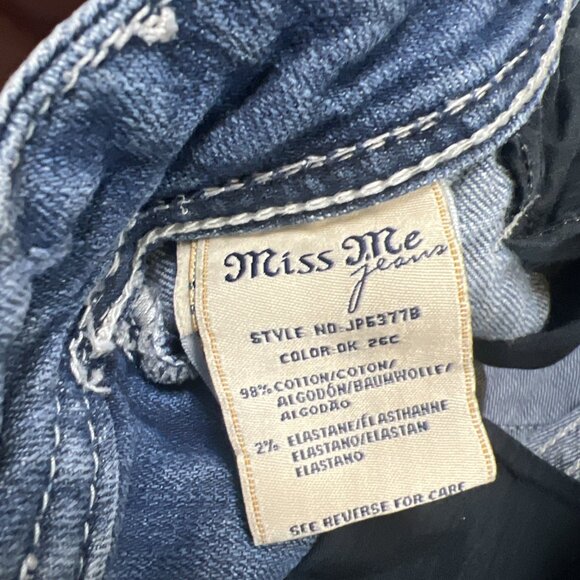 Miss Me
jeans
STYLE NO:JP5377B
COLOR:DK 26C
98% COTTON/COTON/
ALGODÓN/BAUMWOLLE/
ALGODÃO
2% ELASTANE/ÉLASTHANNE
ELASTANO/ELASTAN
ELASTANO
SEE REVERSE FOR CARE